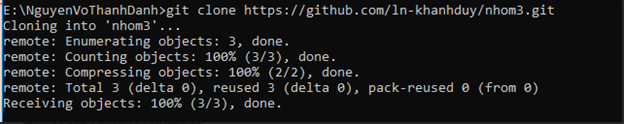 E:\NguyenVoThanhDanh>git clone https://github.com/ln-khanhduy/nhom3.git
Cloning into 'nhom3'...
remote: Enumerating objects: 3, done.
remote: Counting objects: 100% (3/3), done.
remote: Compressing objects: 100% (2/2), done.
remote: Total 3 (delta 0), reused 3 (delta 0), pack-reused 0 (from 0)
Receiving objects: 100% (3/3), done.